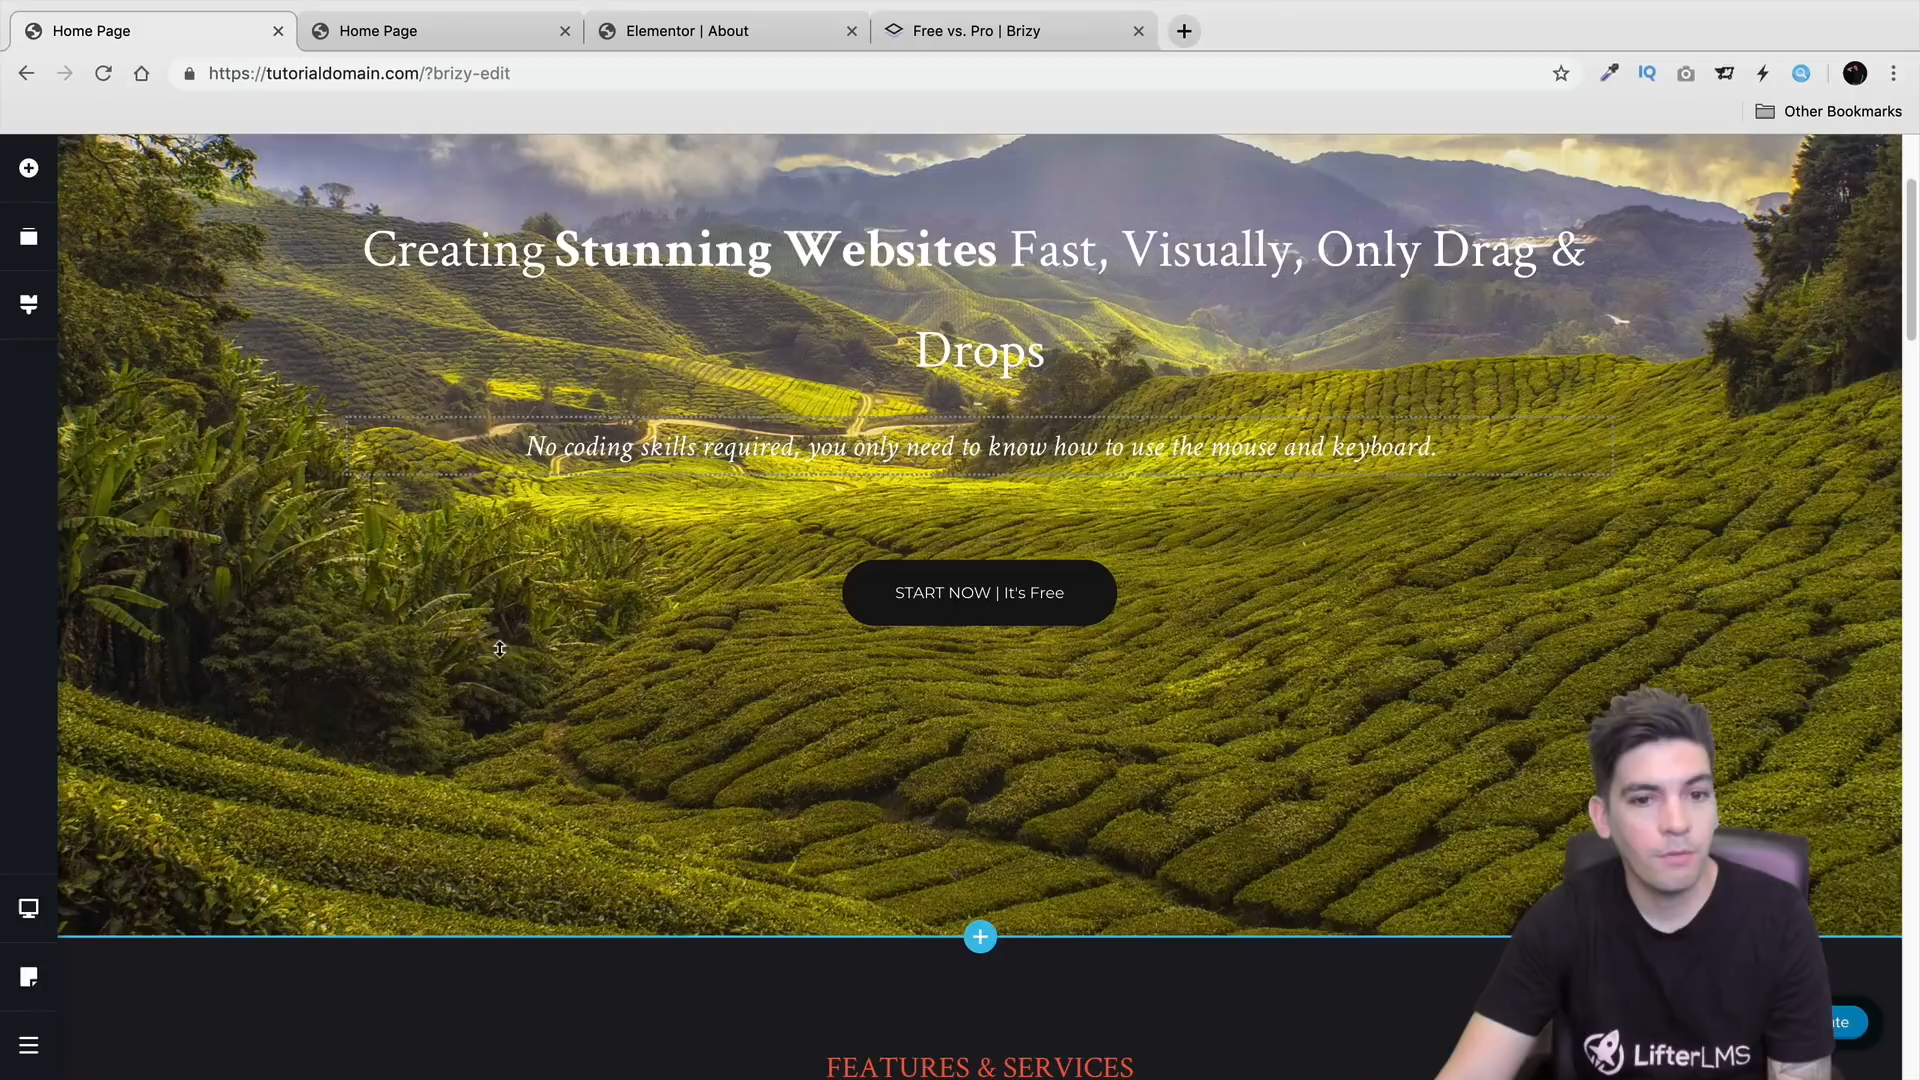 Home Page
Home Page
Elementor | About
Free vs. Pro | Brizy
https://tutorialdomain.com/?brizy-edit
IQ
Other Bookmarks
Creating Stunning Websites Fast, Visually, Only Drag &
Drops
No coding skills required, you only need to know how to use the mouse and keyboard.
START NOW | It's Free
FEATURES & SERVICES
LifterLMS